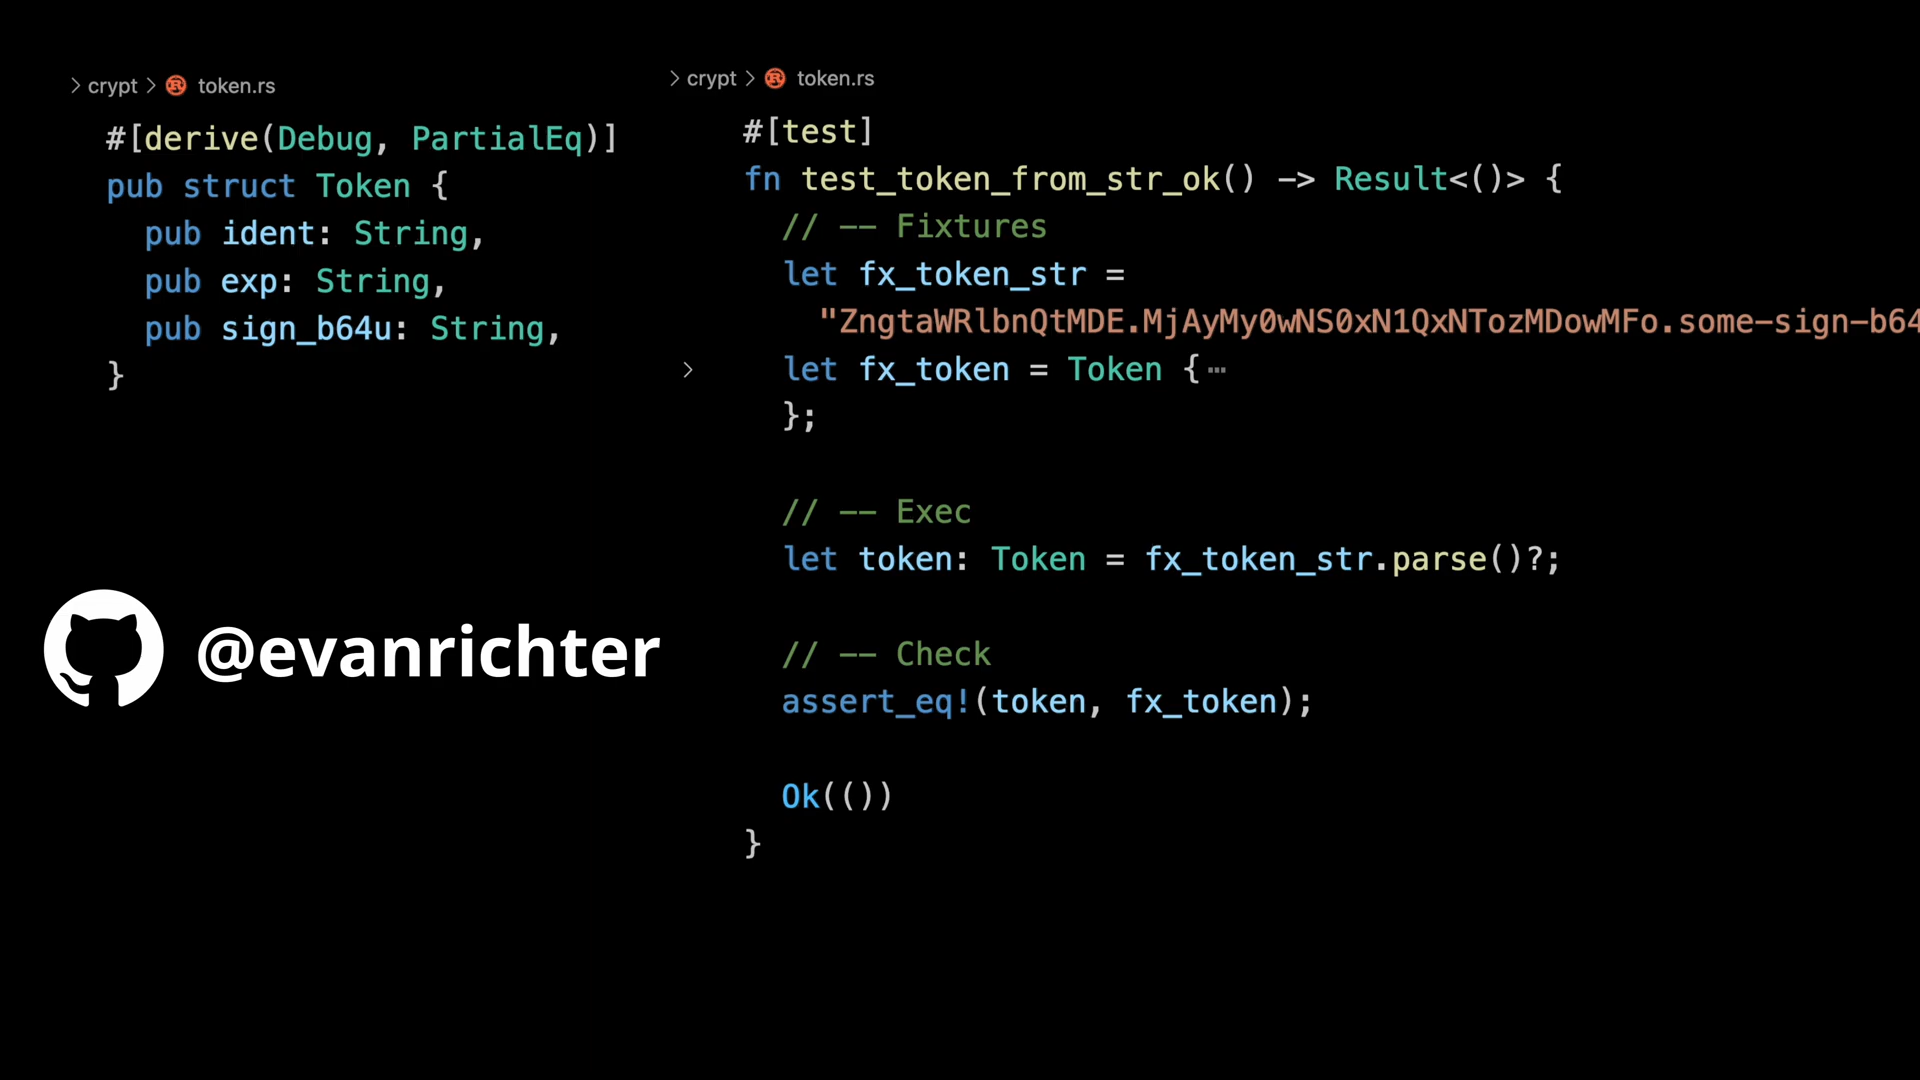 > crypt > token.rs
#[derive(Debug, PartialEq)]
pub struct Token {
pub ident: String,
pub exp: String,
pub sign_b64u: String,
}
@evanrichter
> crypt > token.rs
#[test]
fn test_token_from_str_ok() -> Result<()> {
// -- Fixtures
let fx_token_str =
"ZngtaWRlbnQtMDE.MjAyMy0wNS0xN1QxNTozMDowMFo.some-sign-b64
let fx_token = Token {⋯
};
// -- Exec
let token: Token = fx_token_str.parse()?;
// -- Check
assert_eq!(token, fx_token);
Ok(())
}